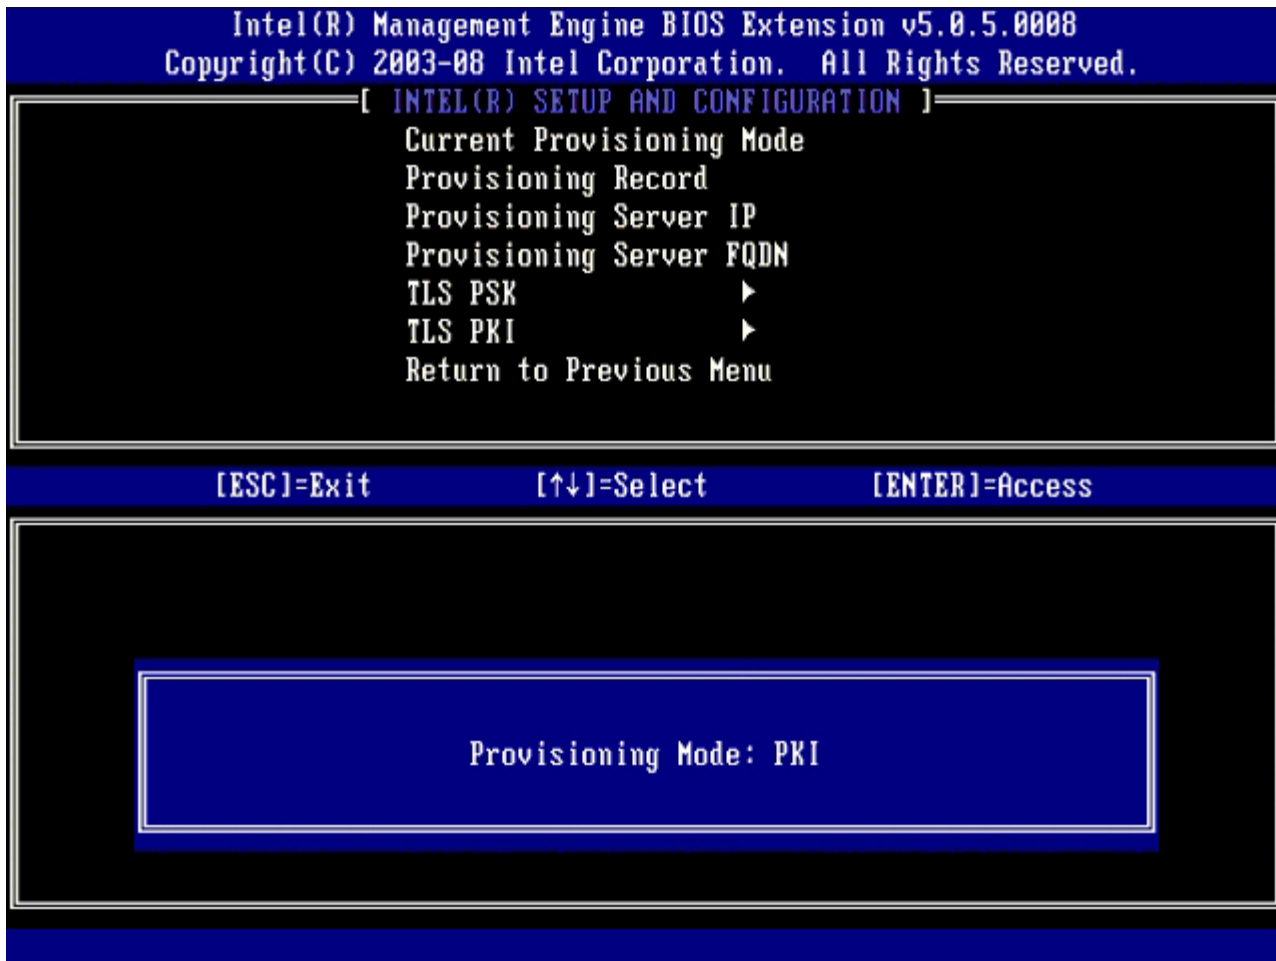 Intel(R) Management Engine BIOS Extension v5.0.5.0008
Copyright(C) 2003-08 Intel Corporation. All Rights Reserved.
[ INTEL(R) SETUP AND CONFIGURATION ]
Current Provisioning Mode
Provisioning Record
Provisioning Server IP
Provisioning Server FQDN
TLS PSK ►
TLS PKI ►
Return to Previous Menu
[ESC]=Exit [↑↓]=Select [ENTER]=Access
Provisioning Mode: PKI